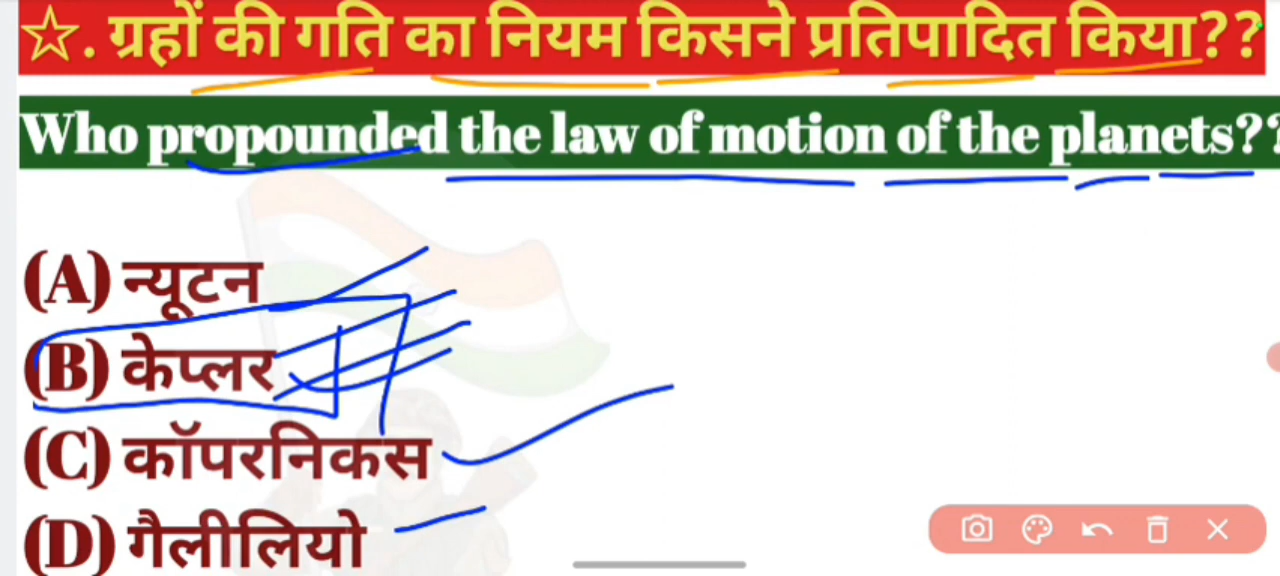 ☆. ग्रहों की गति का नियम किसने प्रतिपादित किया??
Who propounded the law of motion of the planets??
(A) न्यूटन
(B) केप्लर
(C) कॉपरनिकस
(D) गैलीलियो